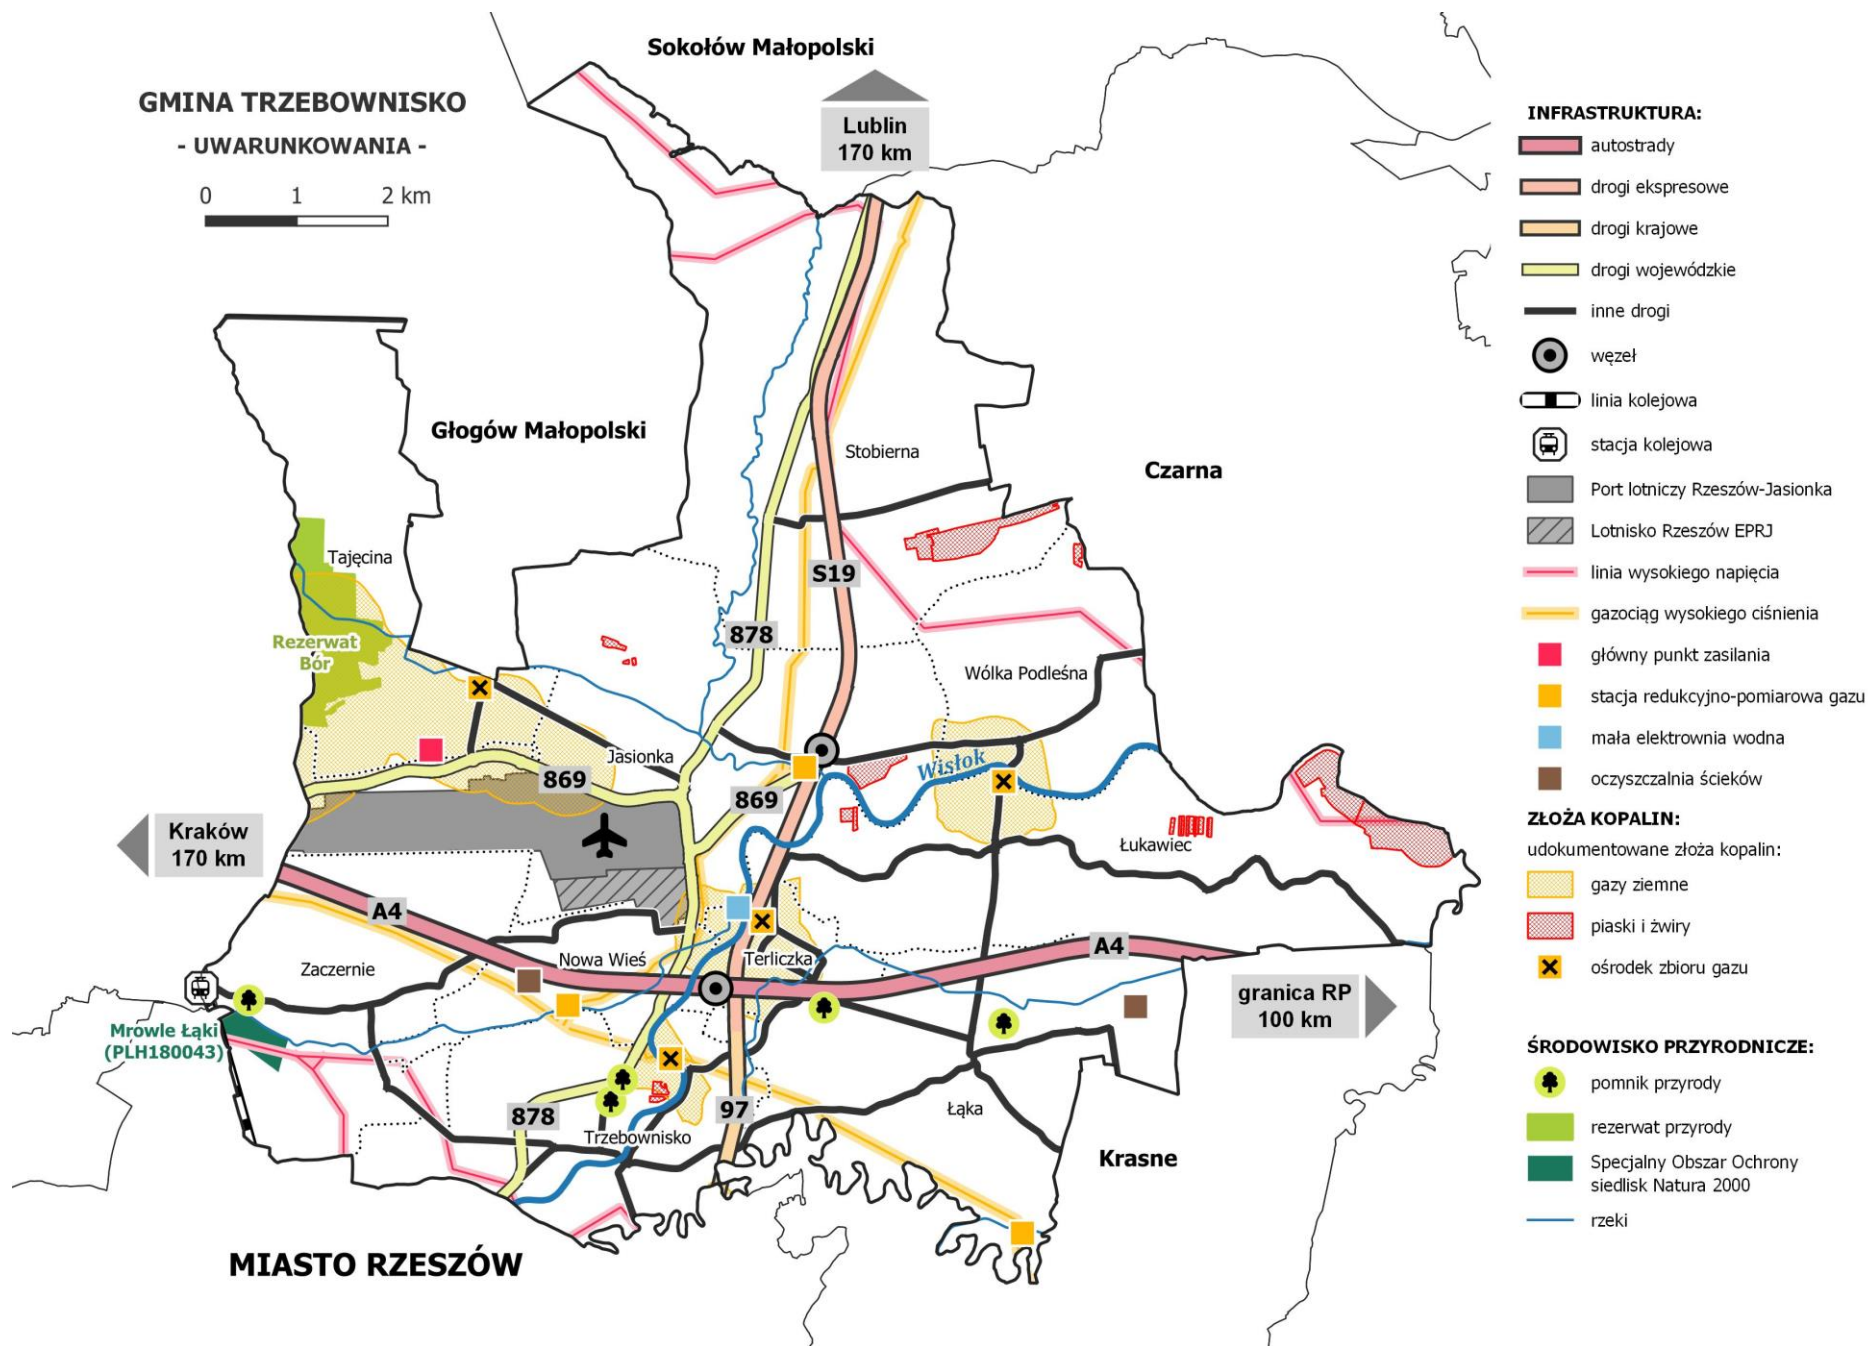 Sokołów Małopolski
GMINA TRZEBOWNISKO
- UWARUNKOWANIA -
0 1 2 km
Lublin
170 km
Głogów Małopolski
Stobierna
Czarna
Tajęcina
S19
Rezerwat
Bór
878
Wólka Podleśna
Jasionka
869
869
Wisłok
Kraków
170 km
Łukawiec
A4
A4
Zaczernie
Nowa Wieś
Terliczka
granica RP
100 km
Mrowle Łąki
(PLH180043)
878
97
Łąka
Trzebownisko
Krasne
MIASTO RZESZÓW
INFRASTRUKTURA:
autostrady
drogi ekspresowe
drogi krajowe
drogi wojewódzkie
inne drogi
węzeł
linia kolejowa
stacja kolejowa
Port lotniczy Rzeszów-Jasionka
Lotnisko Rzeszów EPRJ
linia wysokiego napięcia
gazociąg wysokiego ciśnienia
główny punkt zasilania
stacja redukcyjno-pomiarowa gazu
mała elektrownia wodna
oczyszczalnia ścieków
ZŁOŻA KOPALIN:
udokumentowane złoża kopalin:
gazy ziemne
piaski i żwiry
ośrodek zbioru gazu
ŚRODOWISKO PRZYRODNICZE:
pomnik przyrody
rezerwat przyrody
Specjalny Obszar Ochrony
siedlisk Natura 2000
rzeki